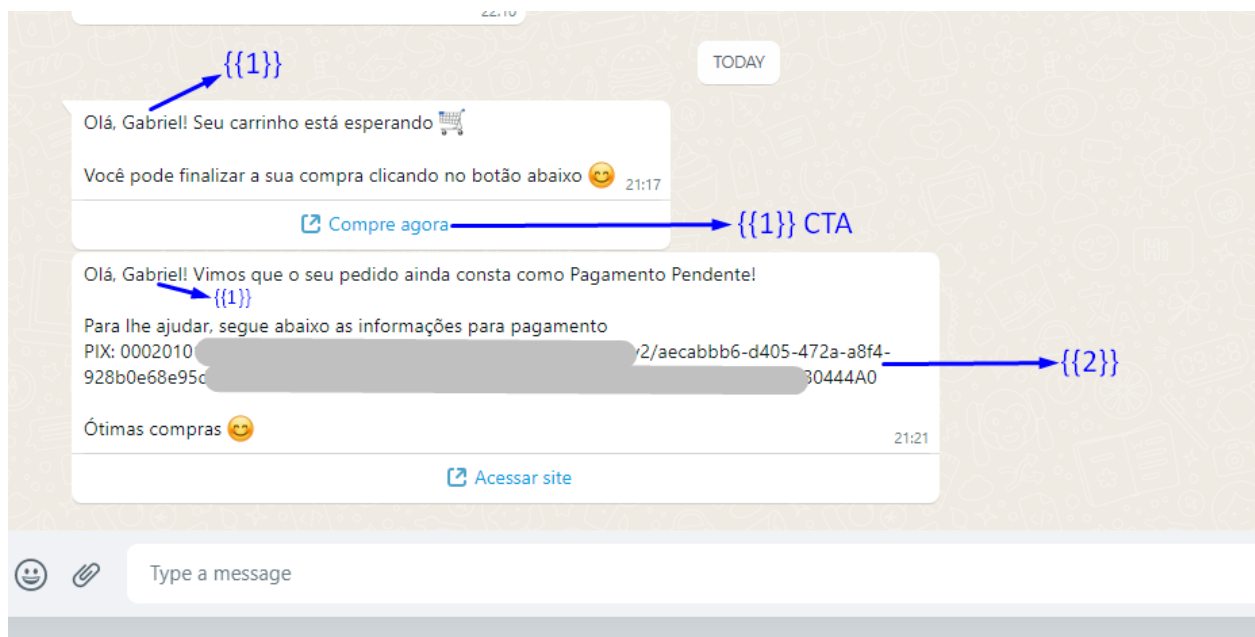 22:10
{{1}}
TODAY
Olá, Gabriel! Seu carrinho está esperando 🛒
Você pode finalizar a sua compra clicando no botão abaixo 😊 21:17
Compre agora {{1}} CTA
Olá, Gabriel! Vimos que o seu pedido ainda consta como Pagamento Pendente!
{{1}}
Para lhe ajudar, segue abaixo as informações para pagamento
PIX: 0002010 v2/aecabbb6-d405-472a-a8f4-
{{2}}
928b0e68e95c 30444A0
Ótimas compras 😊
21:21
Acessar site
Type a message